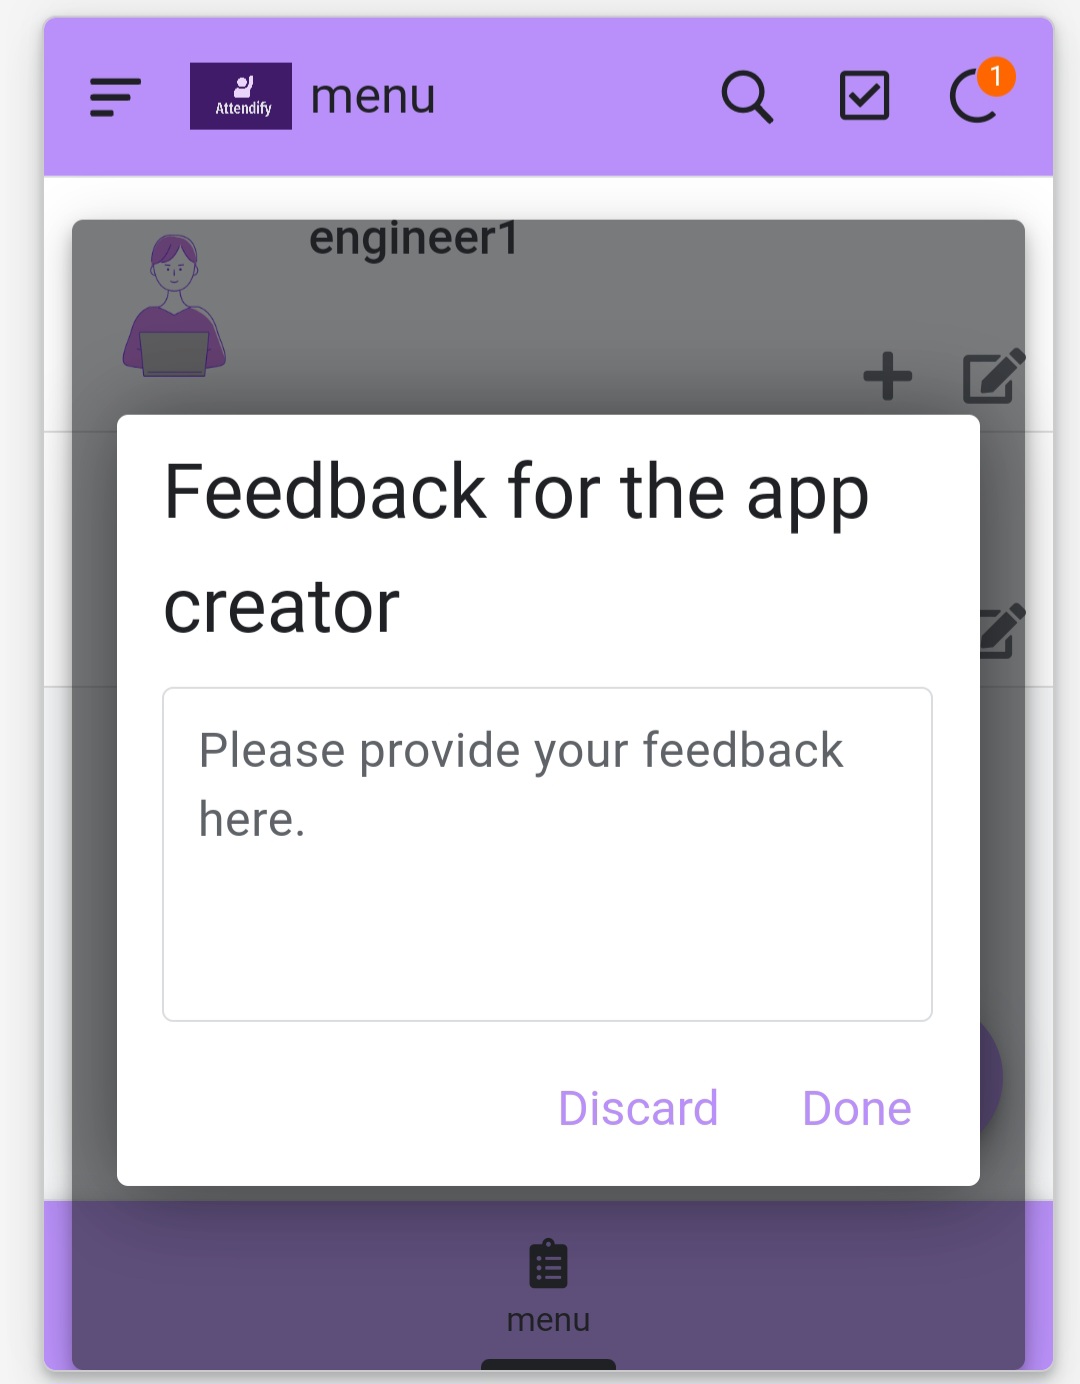 Attendify
menu
1
engineer1
Feedback for the app
creator
Please provide your feedback
here.
Discard
Done
menu